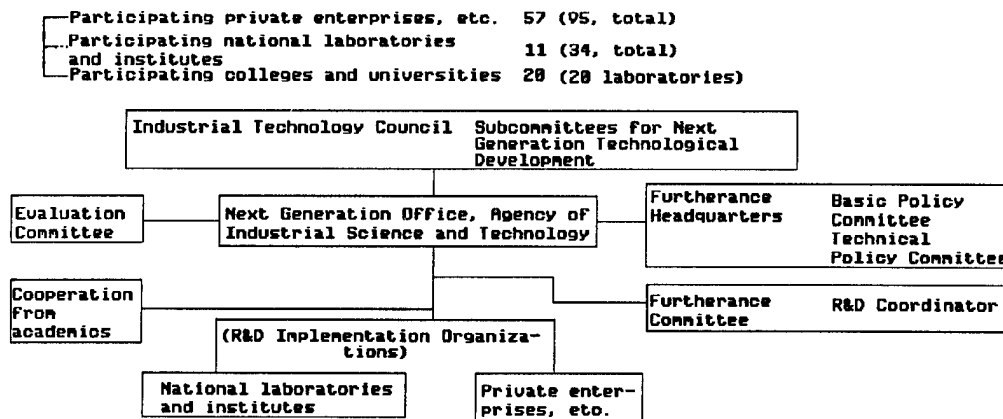 Participating private enterprises, etc. 57 (95, total)
Participating national laboratories
and institutes 11 (34, total)
Participating colleges and universities 20 (20 laboratories)
Industrial Technology Council Subcommittees for Next
Generation Technological
Development
Evaluation
Committee
Next Generation Office, Agency of
Industrial Science and Technology
Furtherance Basic Policy
Headquarters Committee
Technical
Policy Committee
Cooperation
from
academics
Furtherance R&D Coordinator
Committee
(R&D Implementation Organiza-
tions)
National laboratories
and institutes
Private enter-
prises, eto.